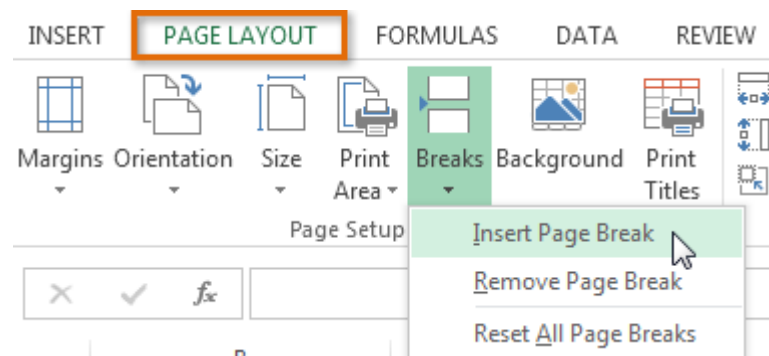 INSERT PAGE LAYOUT FORMULAS DATA REVIEW
Margins Orientation Size Print Area Breaks Background Print Titles
Page Setup
Insert Page Break
Remove Page Break
fx
Reset All Page Breaks